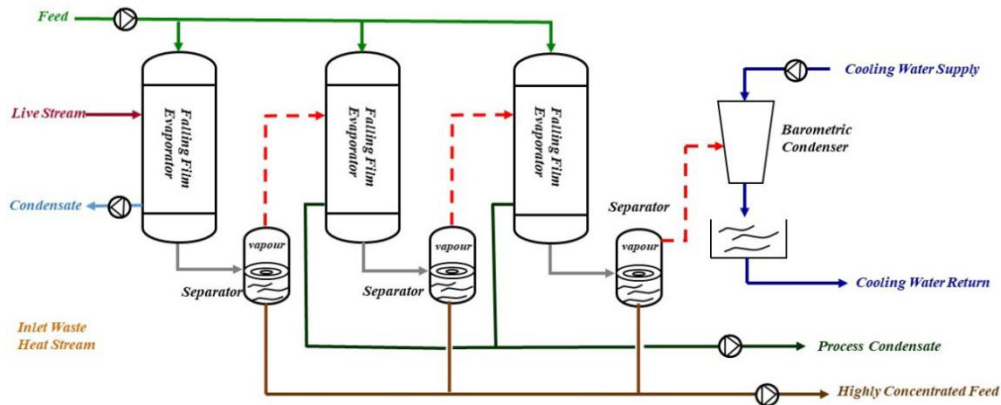 Feed
Live Stream
Condensate
Falling Film
Evaporator
Falling Film
Evaporator
Falling Film
Evaporator
vapour
Separator
vapour
Separator
Separator
vapour
Cooling Water Supply
Barometric
Condenser
Cooling Water Return
Inlet Waste
Heat Stream
Process Condensate
Highly Concentrated Feed